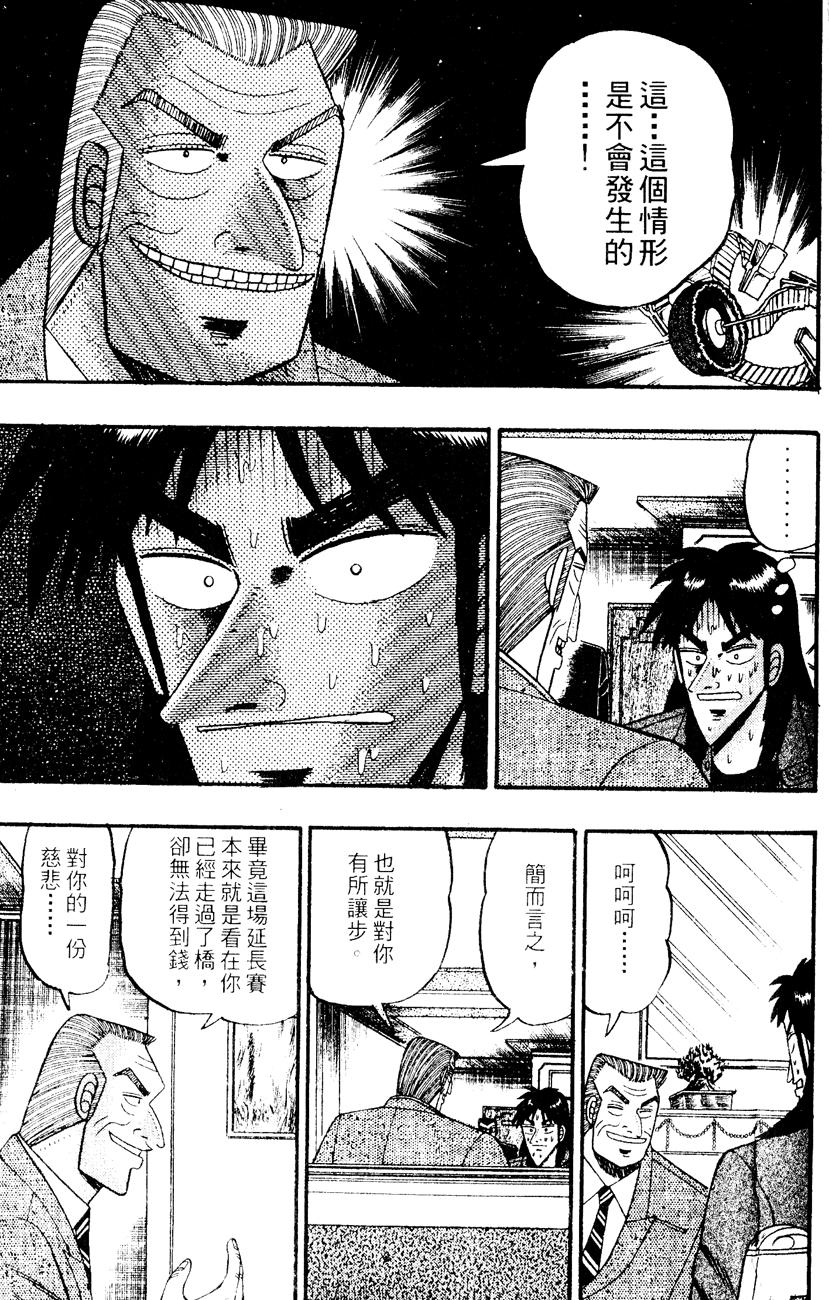 這…這個情形
是不會發生的
……！
………
呵呵呵……
簡而言之，
也就是對你
有所讓步。
畢竟這場延長賽
本來就是看在你
已經走過了橋，
卻無法得到錢，
對你的一份
慈悲……